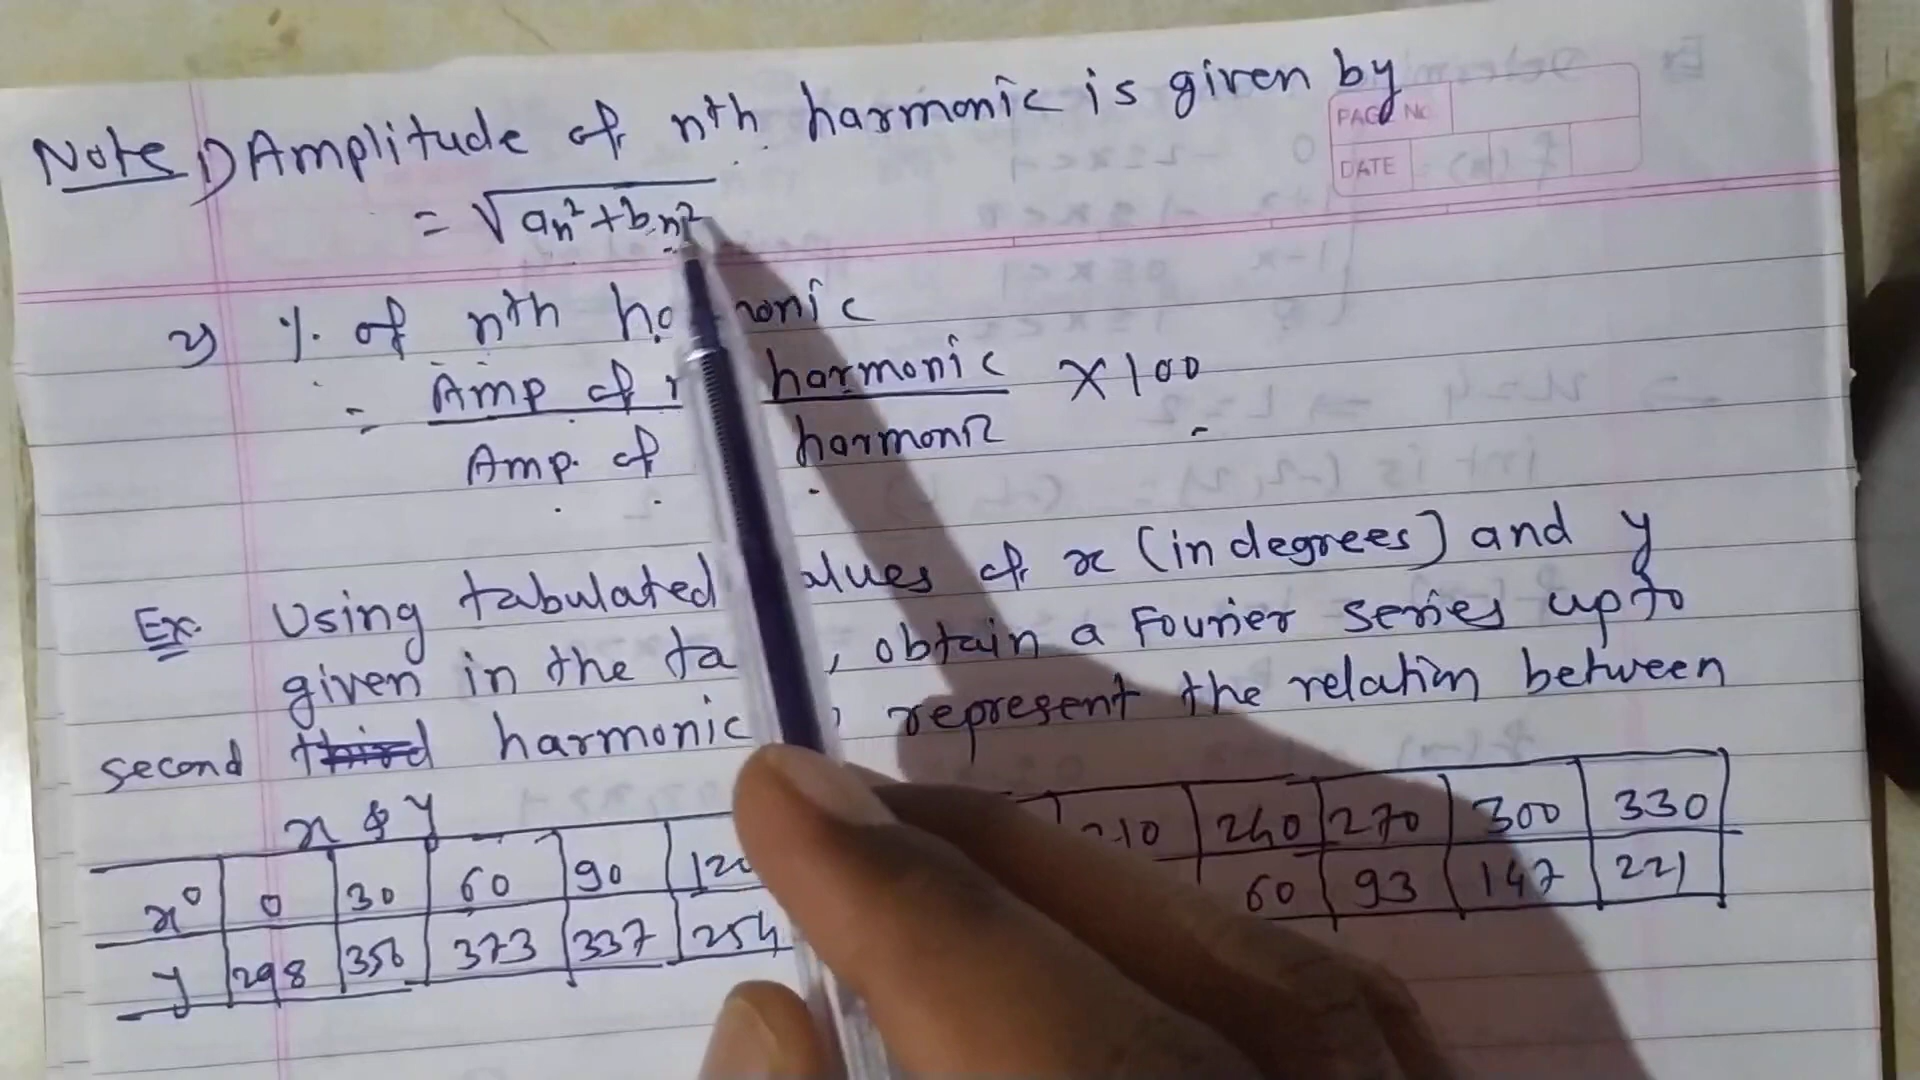 Note 1) Amplitude of nth harmonic is given by
PAGE No
DATE
= √an²+bn²
2) % of nth harmonic
= Amp of harmonic × 100
Amp. of harmonic
Ex. Using tabulated values of x (in degrees) and y
given in the , obtain a Fourier series upto
second third harmonic, represent the relation between
x & y
x° 0 30 60 90 240 270 300 330
y 298 356 373 337 254 60 93 147 221